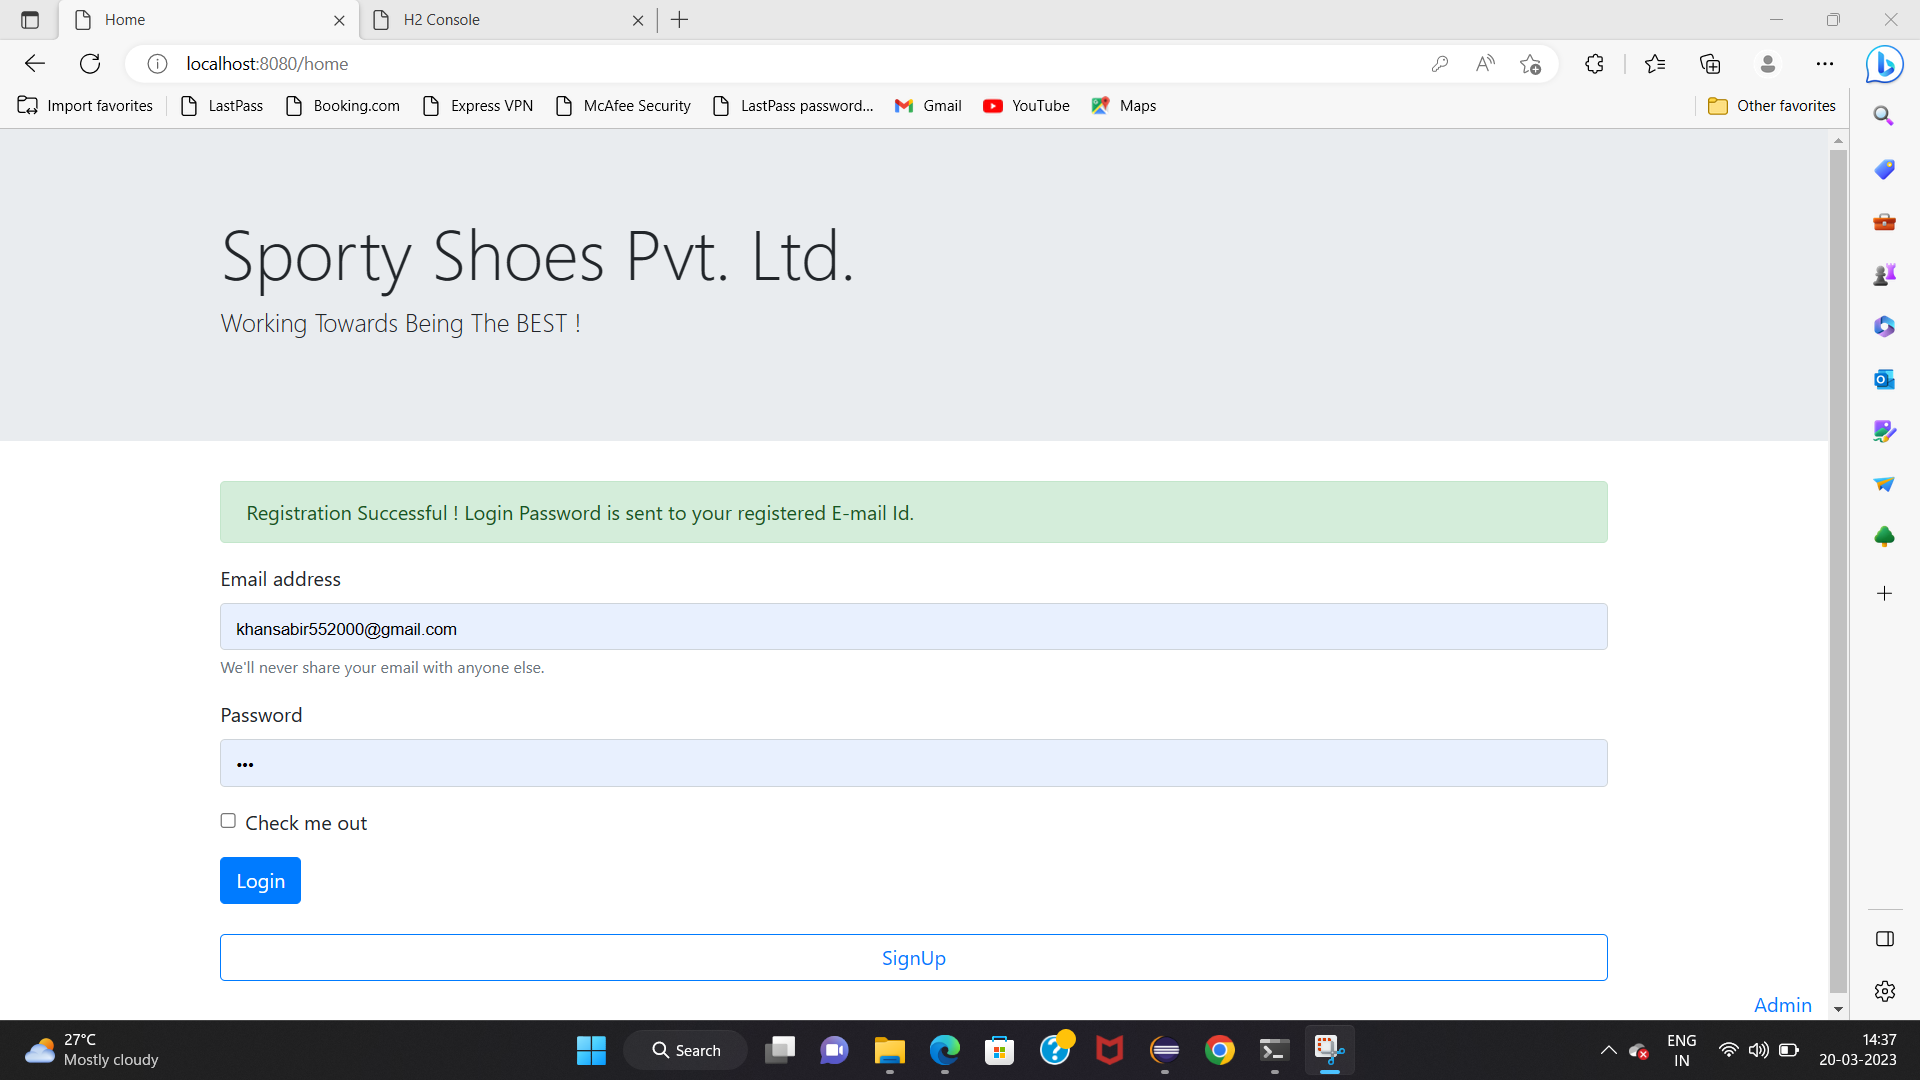 Home
H2 Console
localhost:8080/home
Import favorites
LastPass
Booking.com
Express VPN
McAfee Security
LastPass password...
Gmail
YouTube
Maps
Other favorites
Sporty Shoes Pvt. Ltd.
Working Towards Being The BEST !
Registration Successful ! Login Password is sent to your registered E-mail Id.
Email address
khansabir552000@gmail.com
We'll never share your email with anyone else.
Password
•••
Check me out
Login
SignUp
Admin
27°C
Mostly cloudy
Search
ENG
IN
14:37
20-03-2023